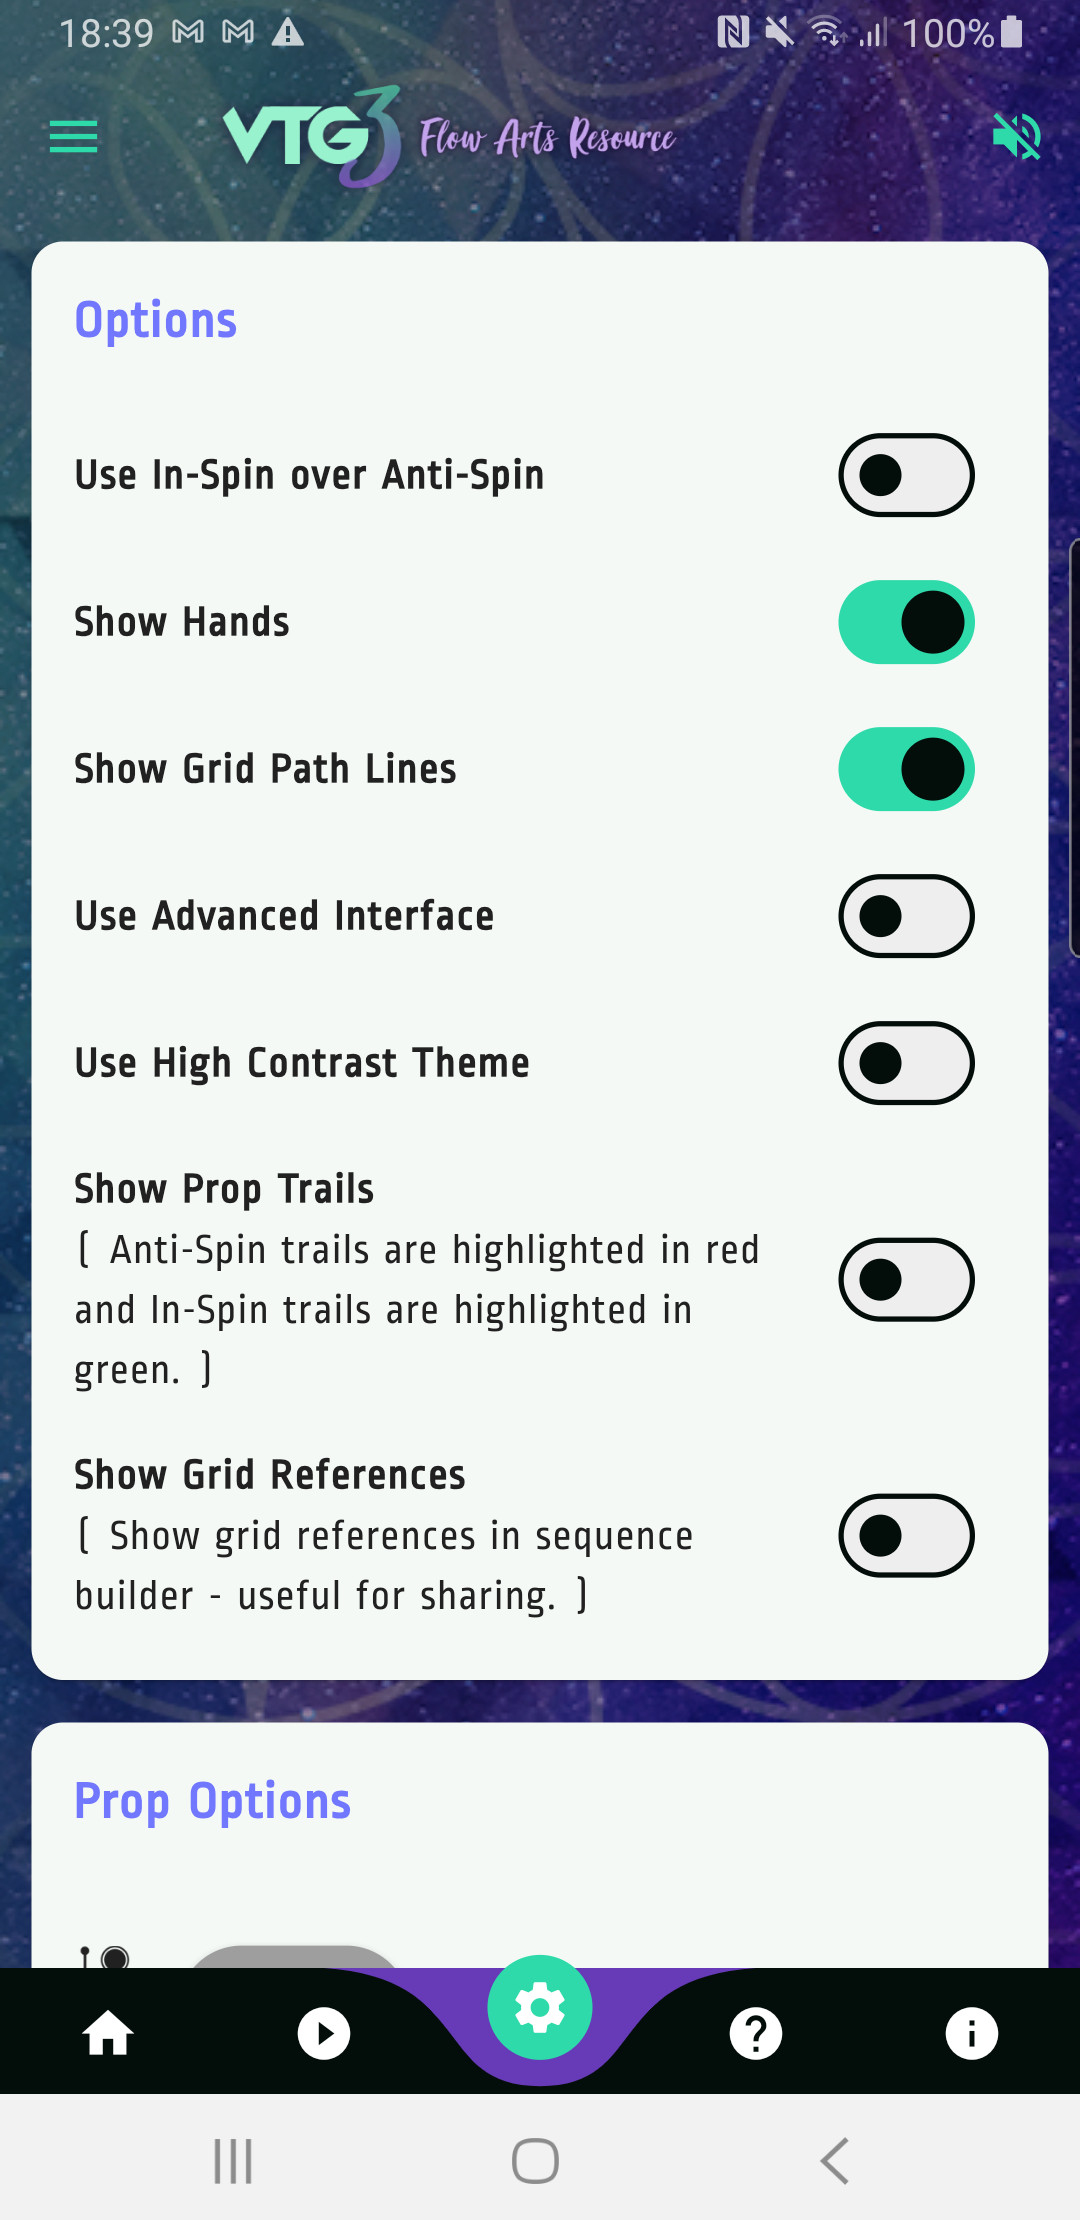 18:39
100%
VTG3 Flow Arts Resource
Options
Use In-Spin over Anti-Spin
Show Hands
Show Grid Path Lines
Use Advanced Interface
Use High Contrast Theme
Show Prop Trails
( Anti-Spin trails are highlighted in red
and In-Spin trails are highlighted in
green. )
Show Grid References
( Show grid references in sequence
builder - useful for sharing. )
Prop Options